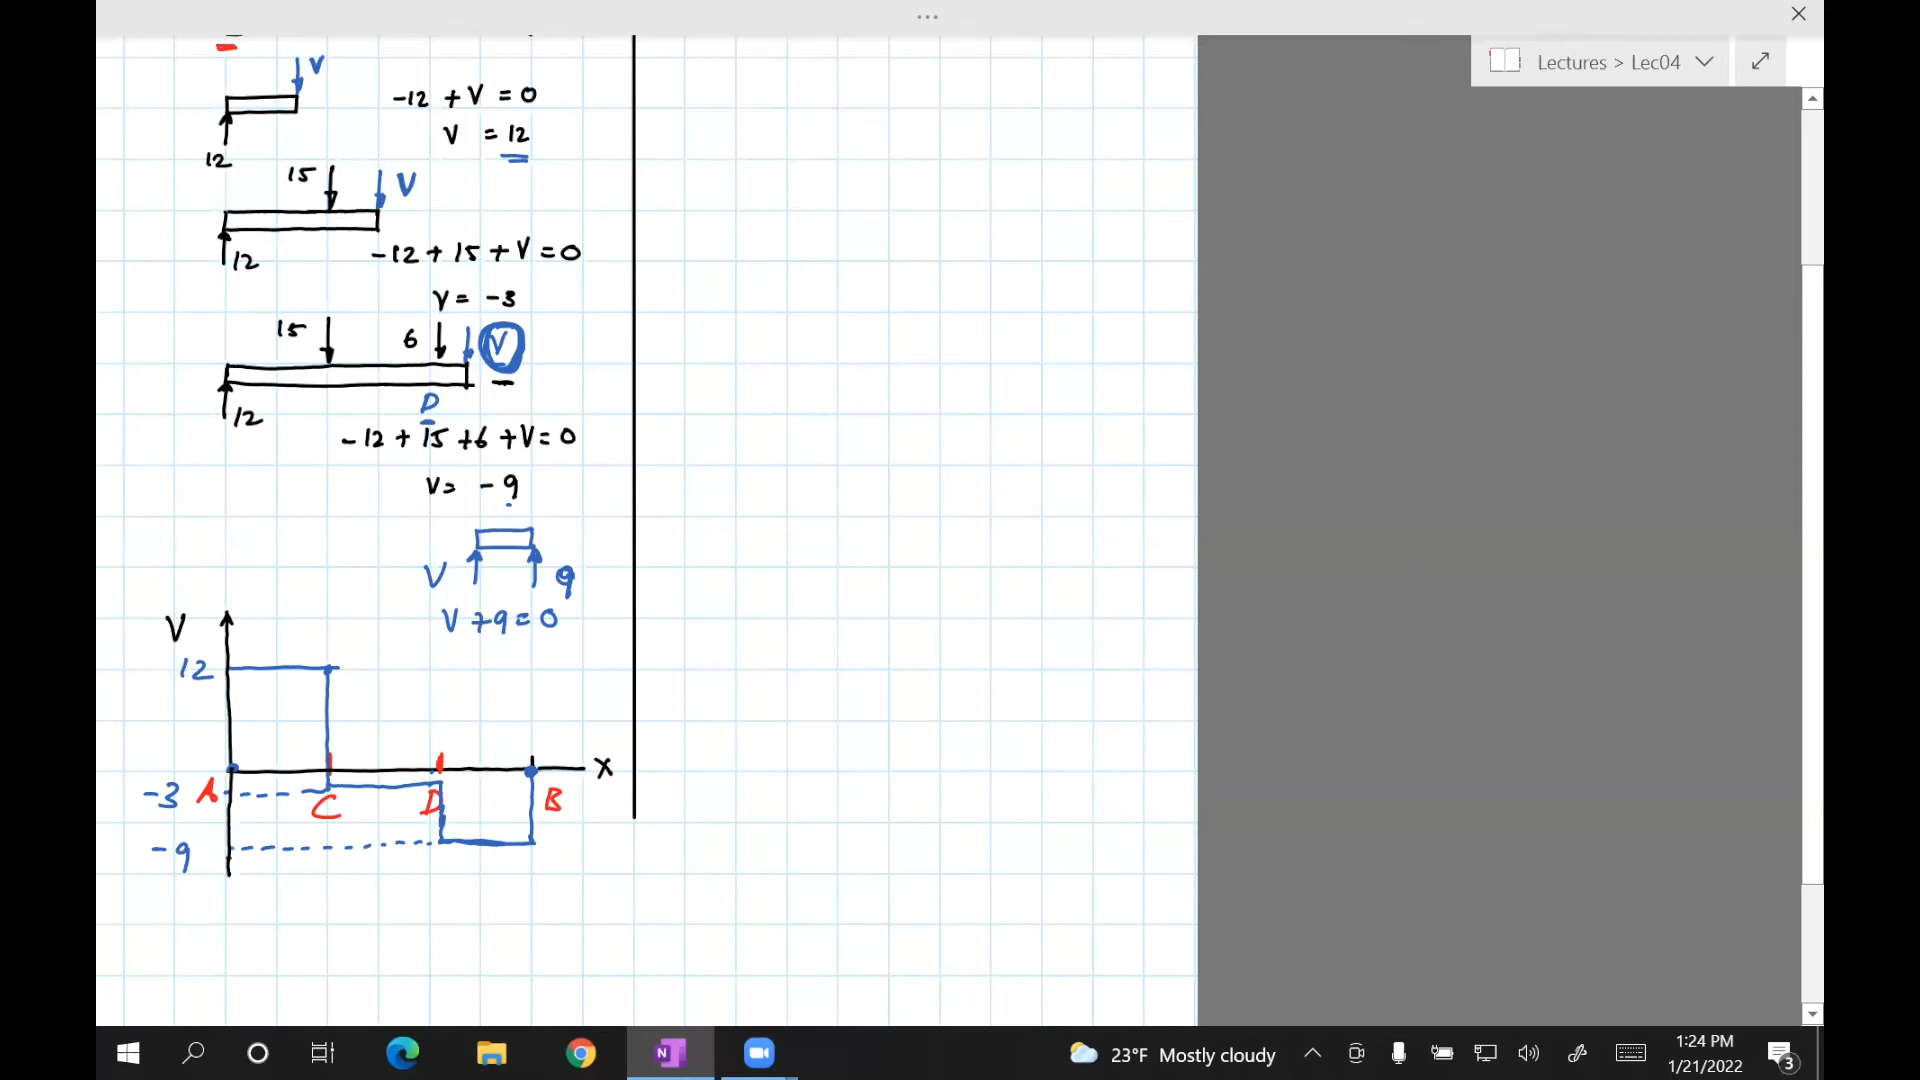 ...
Lectures > Lec04
V
-12 + V = 0
V = 12
12
15
V
12
-12 + 15 + V = 0
V = -3
15
6
V
12
D
-12 + 15 + 6 + V = 0
V = -9
V
9
V + 9 = 0
V
12
X
-3
A
C
D
B
-9
N
23°F Mostly cloudy
1:24 PM
1/21/2022
3